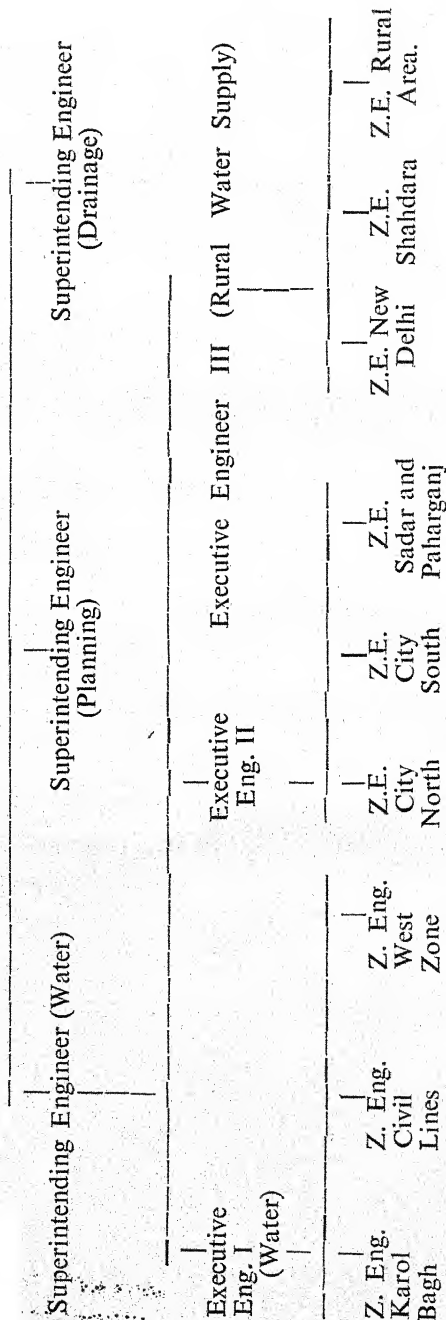 Superintending Engineer (Water)
Superintending Engineer
(Planning)
Superintending Engineer
(Drainage)
Executive
Eng. I
(Water)
Executive
Eng. II
Executive Engineer III (Rural Water Supply)
Z. Eng.
Karol
Bagh
Z. Eng.
Civil
Lines
Z. Eng.
West
Zone
Z.E.
City
North
Z.E.
City
South
Z.E.
Sadar and
Paharganj
Z.E. New
Delhi
Z.E.
Shahdara
Z.E. Rural
Area.